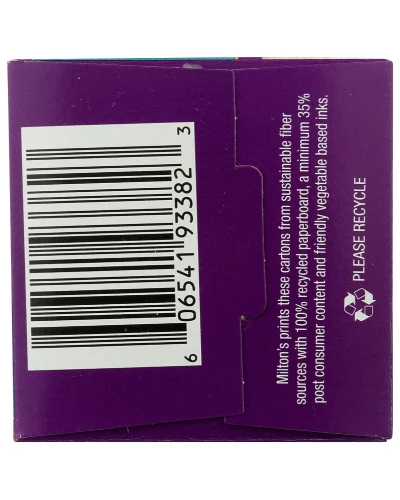 6 06541 93382 3
Milton's prints these cartons from sustainable fiber
sources with 100% recycled paperboard, a minimum 35%
post consumer content and friendly vegetable based inks.
PLEASE RECYCLE